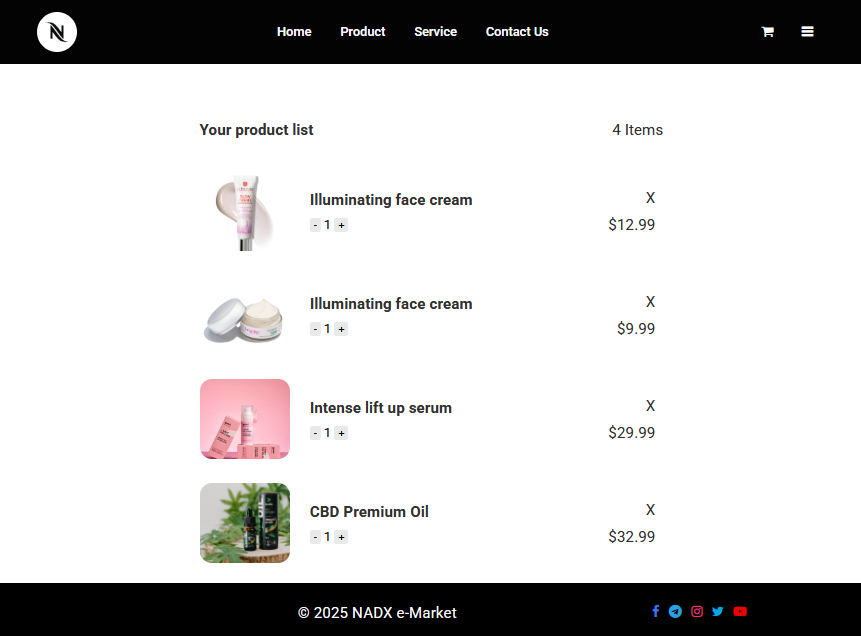 N
Home Product Service Contact Us
Your product list 4 Items
Illuminating face cream X
- 1 + $12.99
Illuminating face cream X
- 1 + $9.99
Intense lift up serum X
- 1 + $29.99
CBD Premium Oil X
- 1 + $32.99
© 2025 NADX e-Market